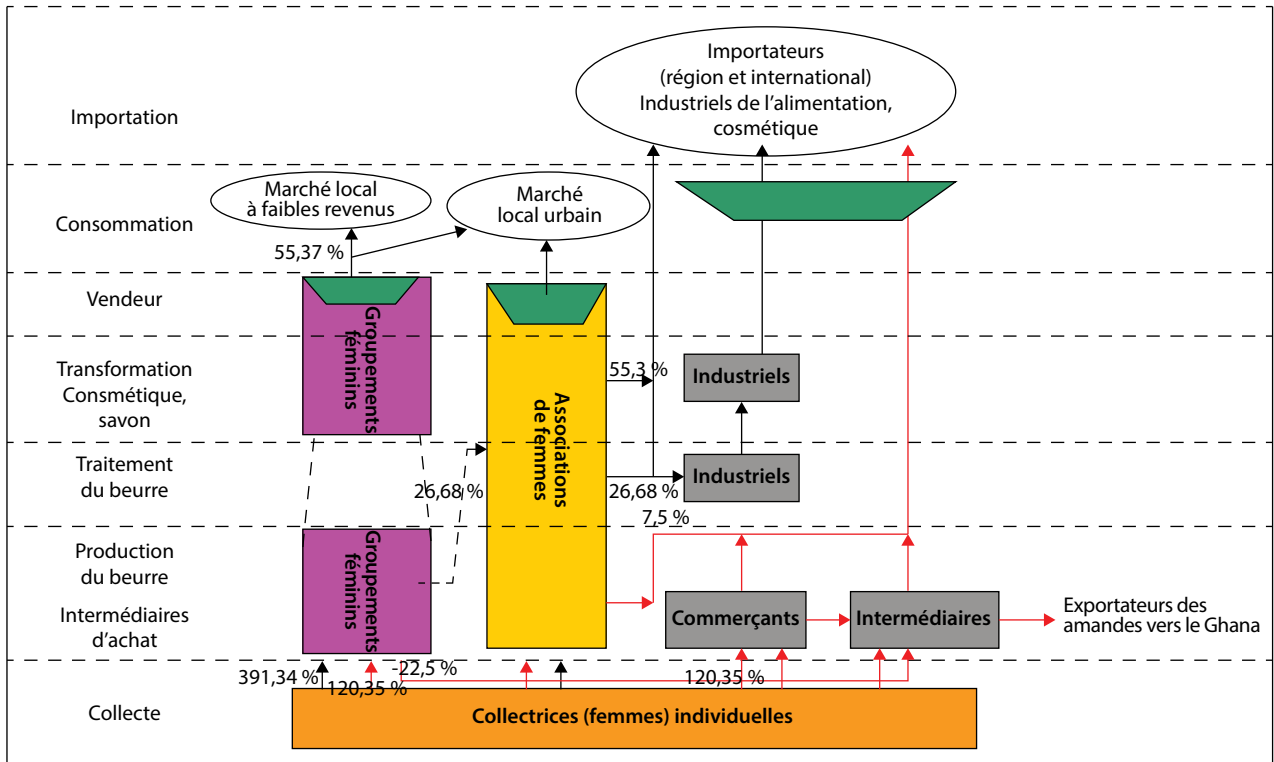 Importateurs
(région et international)
Industriels de l’alimentation,
cosmétique
Importation
Marché local
à faibles revenus
Marché
local urbain
Consommation
55,37 %
Vendeur
Groupements
féminins
Transformation
Consmétique,
savon
55,3 %
Industriels
Associations
de femmes
Traitement
du beurre
26,68 %
26,68 %
Industriels
7,5 %
Production
du beurre
Groupements
féminins
Intermédiaires
d’achat
Commerçants
Intermédiaires
Exportateurs des
amandes vers le Ghana
391,34 %
120,35 %
-22,5 %
120,35 %
Collecte
Collectrices (femmes) individuelles